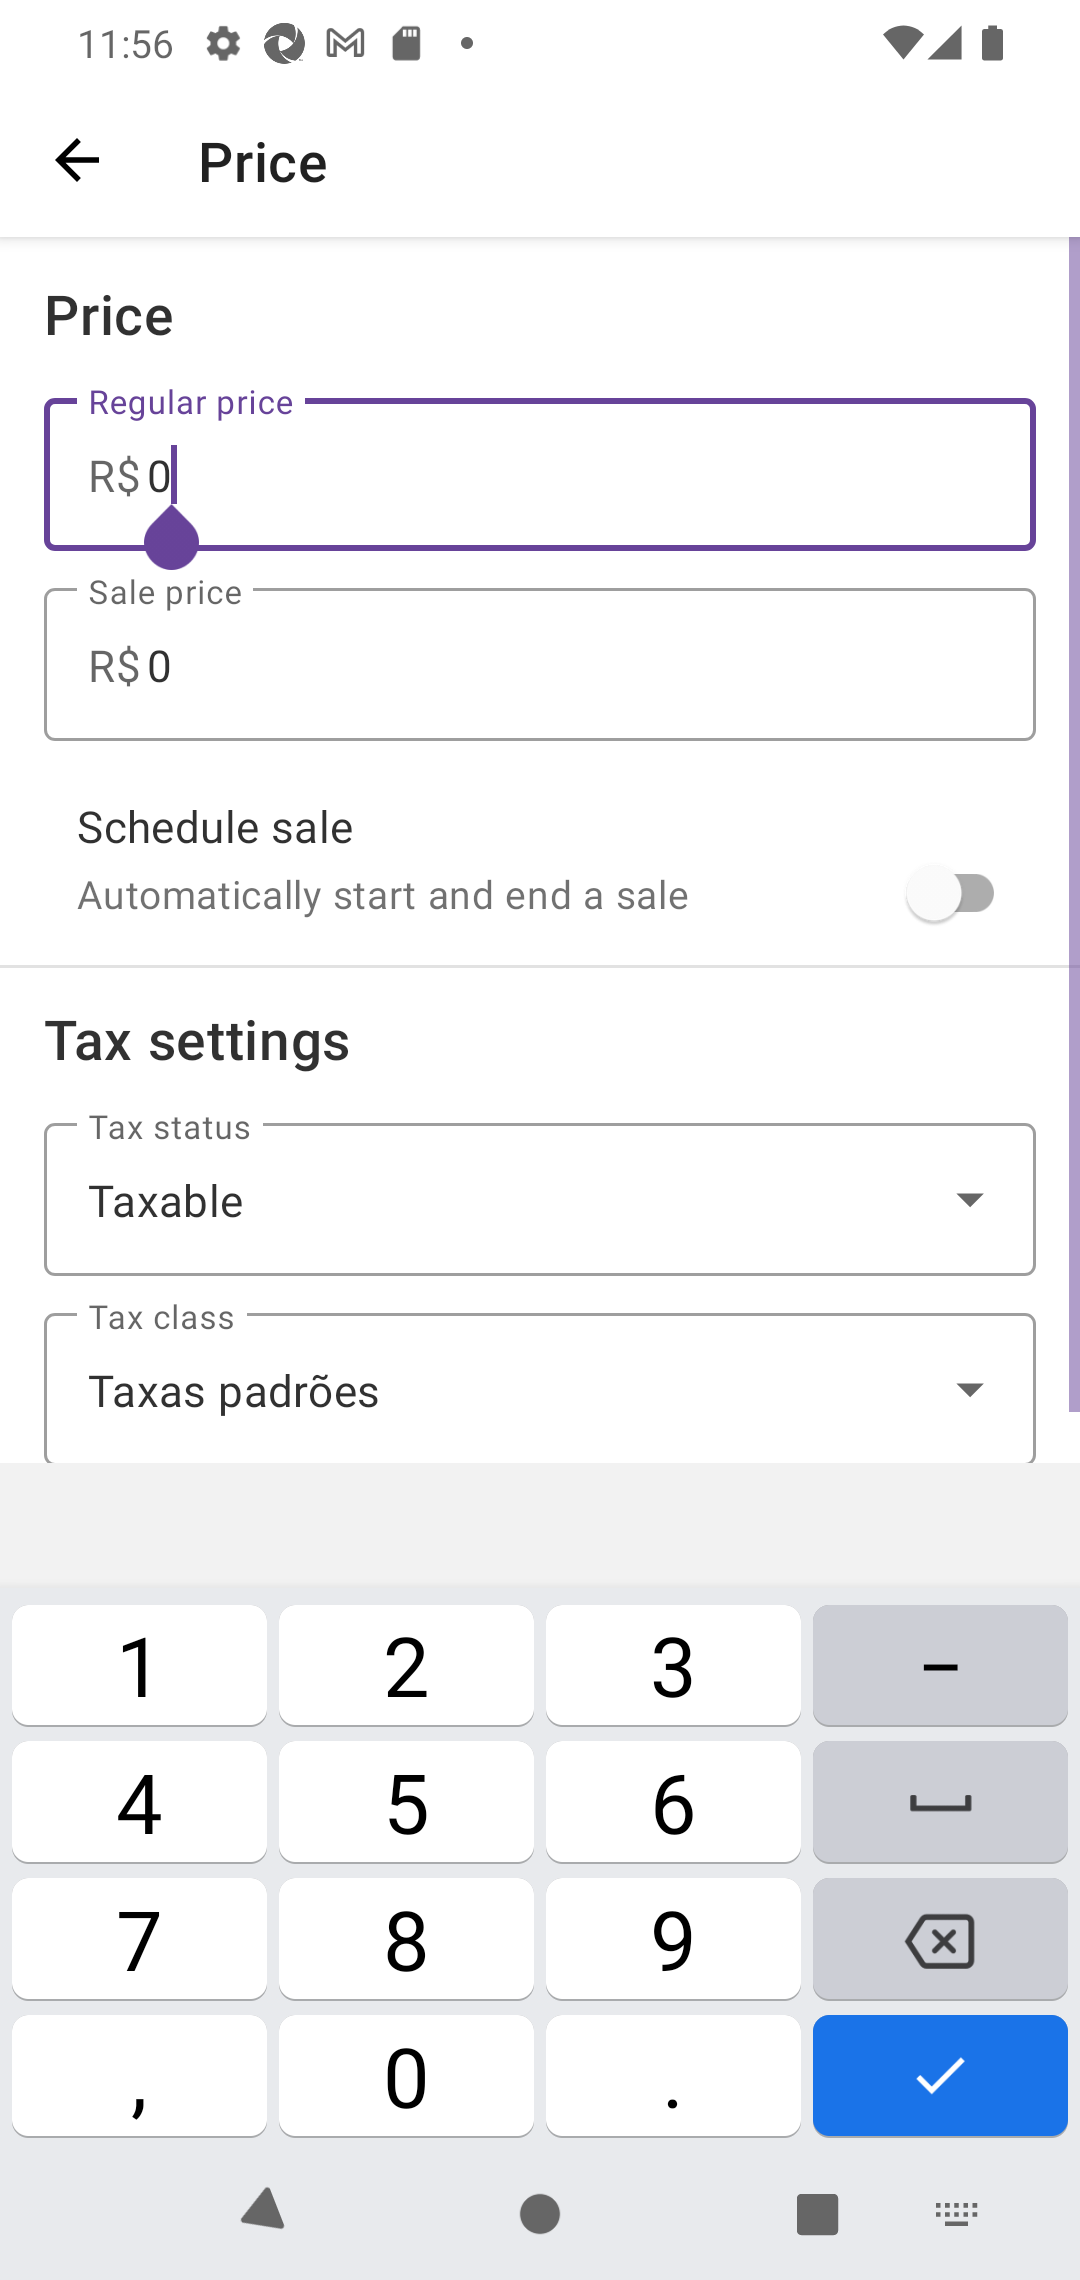 11:56
Price
Price
Regular price
R$ 0
Sale price
R$ 0
Schedule sale
Automatically start and end a sale
Tax settings
Tax status
Taxable
Tax class
Taxas padrões
1 2 3 –
4 5 6
7 8 9
, 0 .